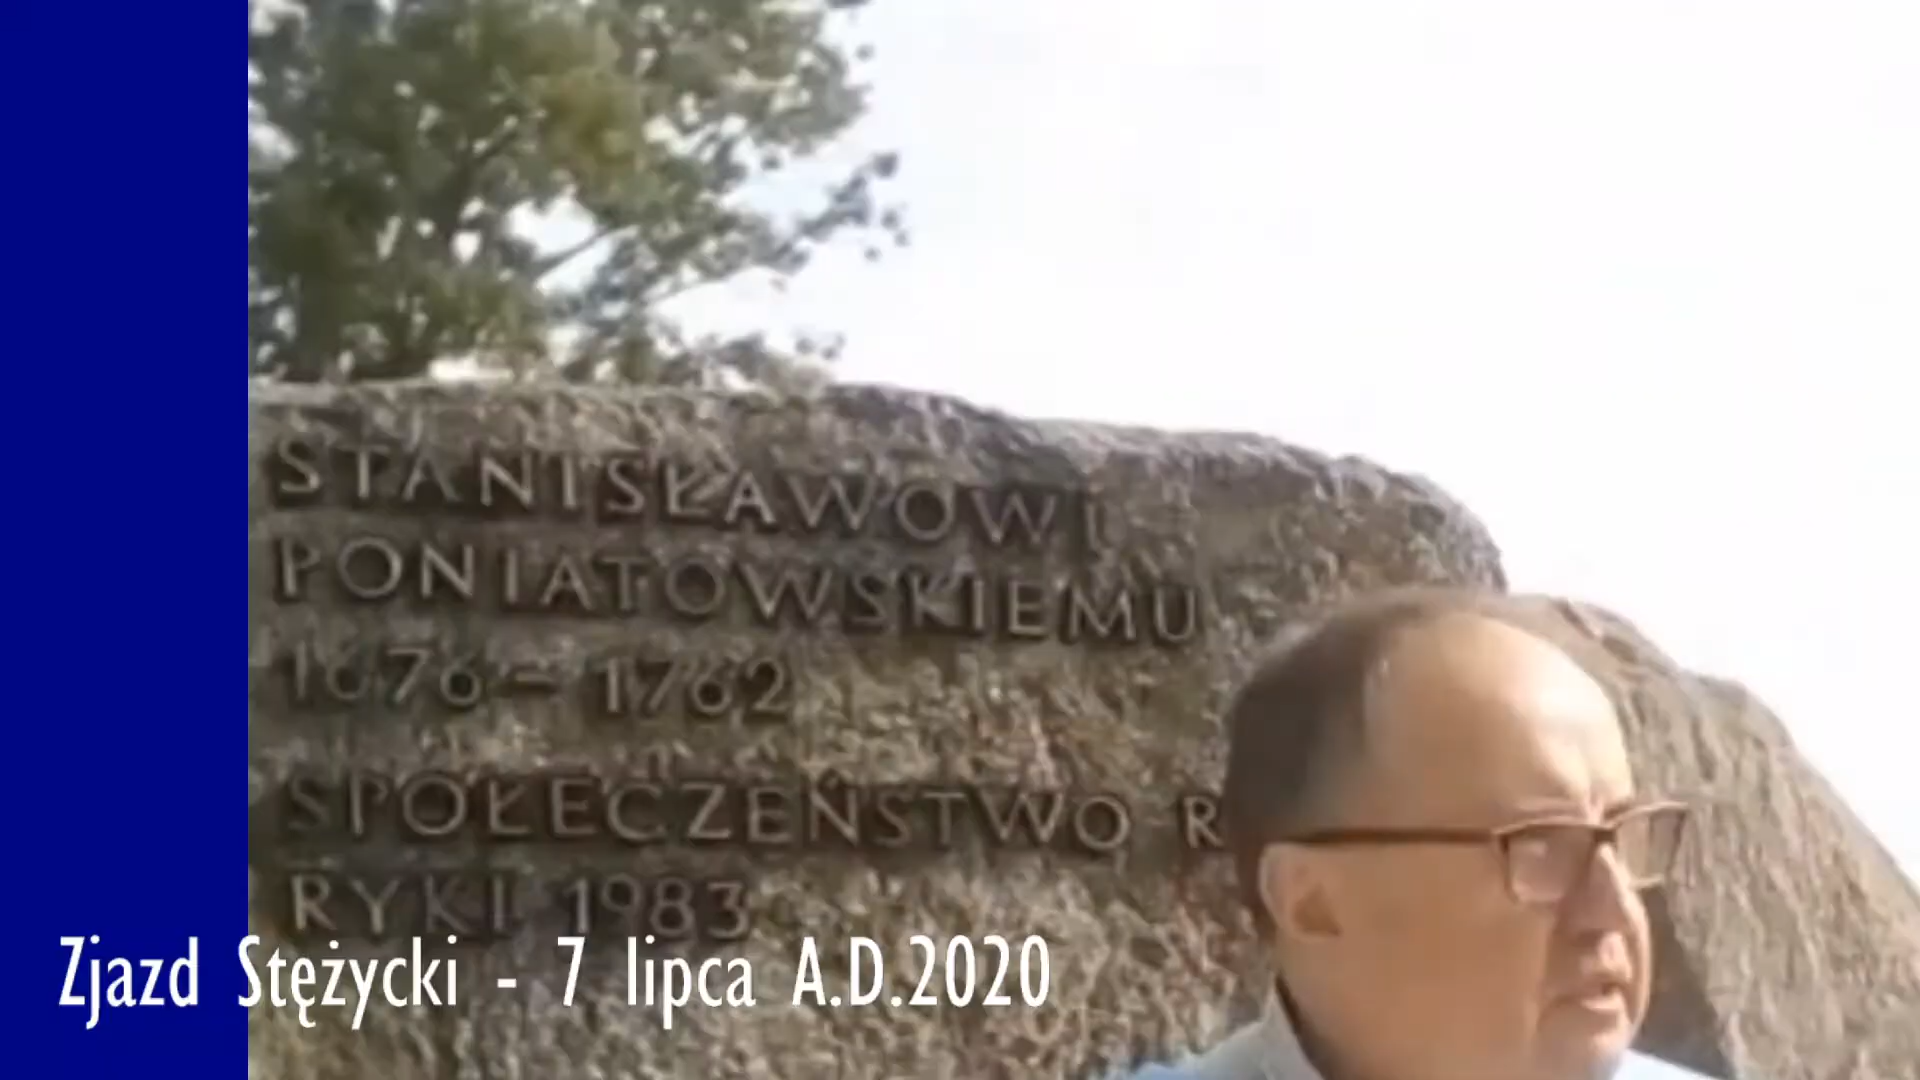 STANISŁAWOWI
PONIATOWSKIEMU
1676 – 1762
SPOŁECZEŃSTWO R
RYKI 1983
Zjazd Stężycki - 7 lipca A.D.2020